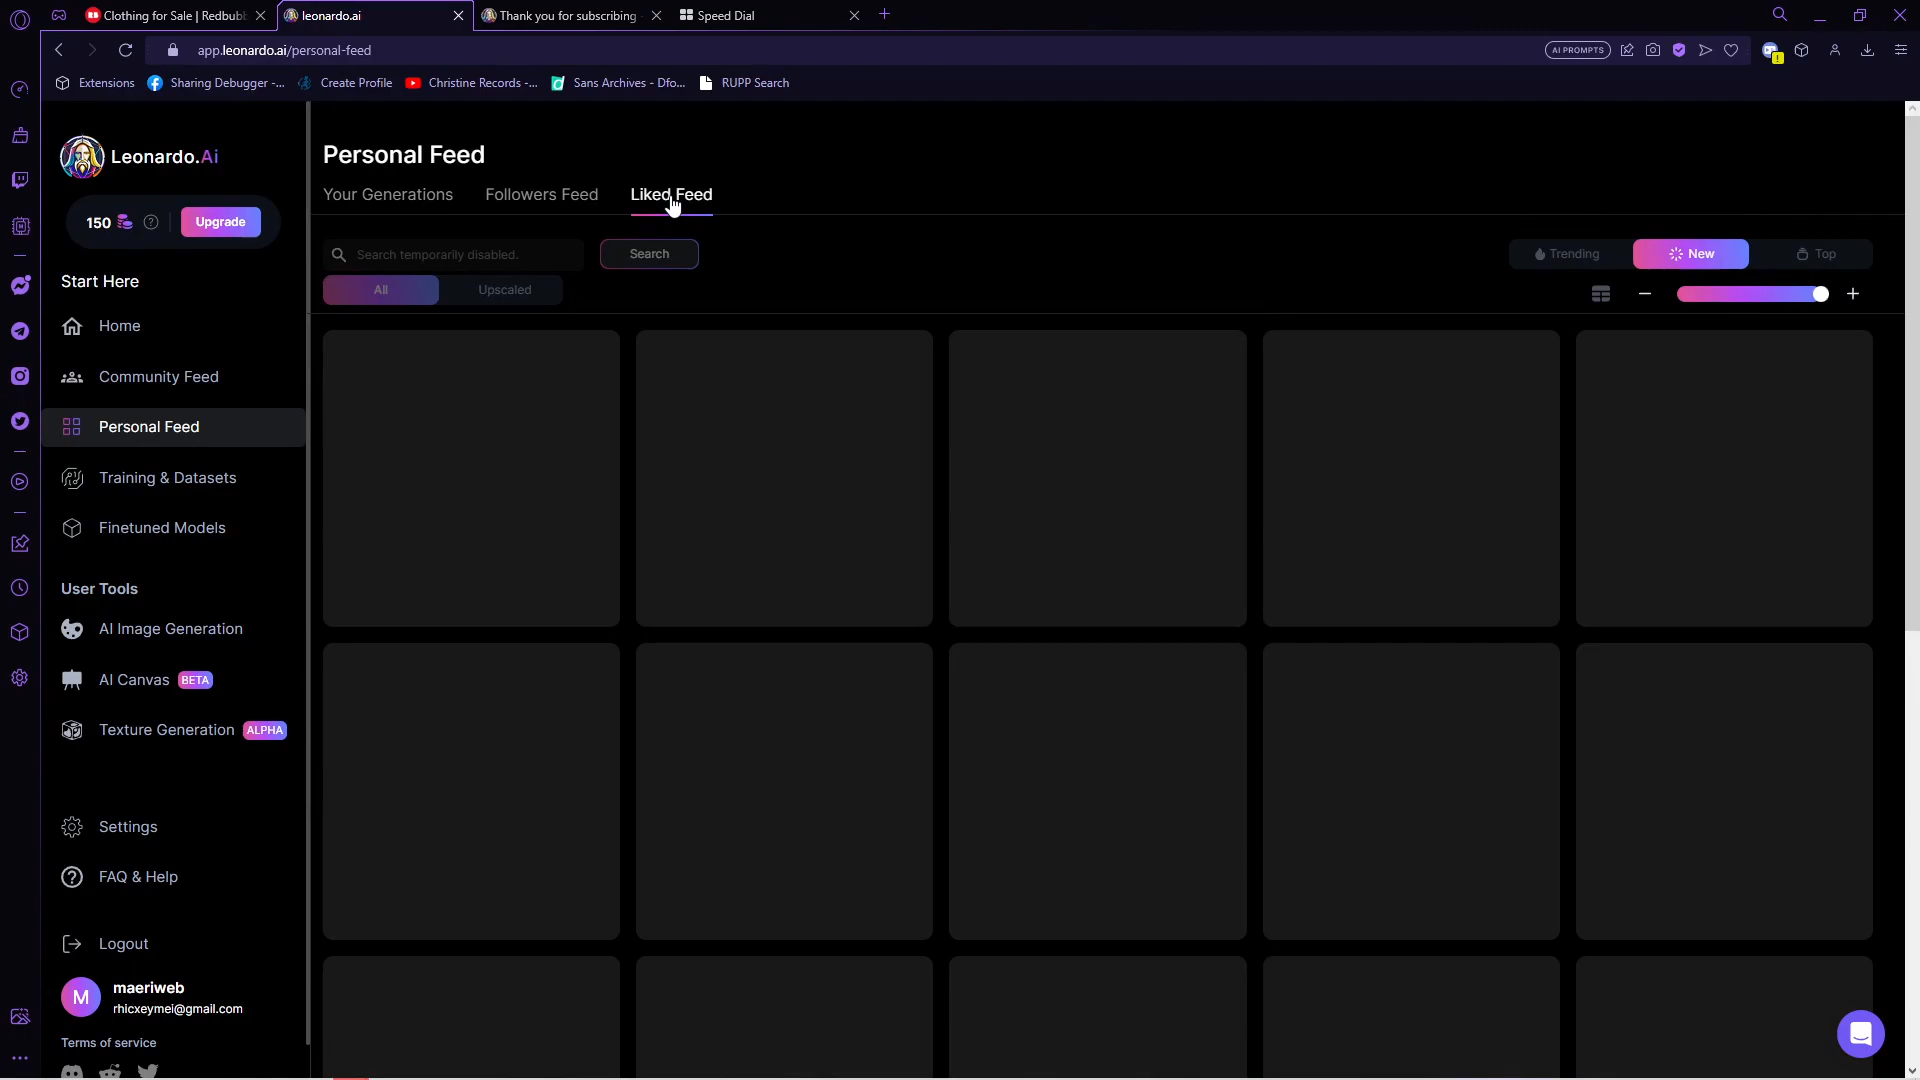 Clothing for Sale | Redbubb
leonardo.ai
Thank you for subscribing
Speed Dial
app.leonardo.ai/personal-feed
AI PROMPTS
Extensions
Sharing Debugger -...
Create Profile
Christine Records -...
Sans Archives - Dfo...
RUPP Search
Leonardo.Ai
150
?
Upgrade
Start Here
Home
Community Feed
Personal Feed
Training & Datasets
Finetuned Models
User Tools
AI Image Generation
AI Canvas BETA
Texture Generation ALPHA
Settings
FAQ & Help
Logout
M
maeriweb
rhicxeymei@gmail.com
Terms of service
Personal Feed
Your Generations
Followers Feed
Liked Feed
Search temporarily disabled.
Search
Trending
New
Top
All
Upscaled